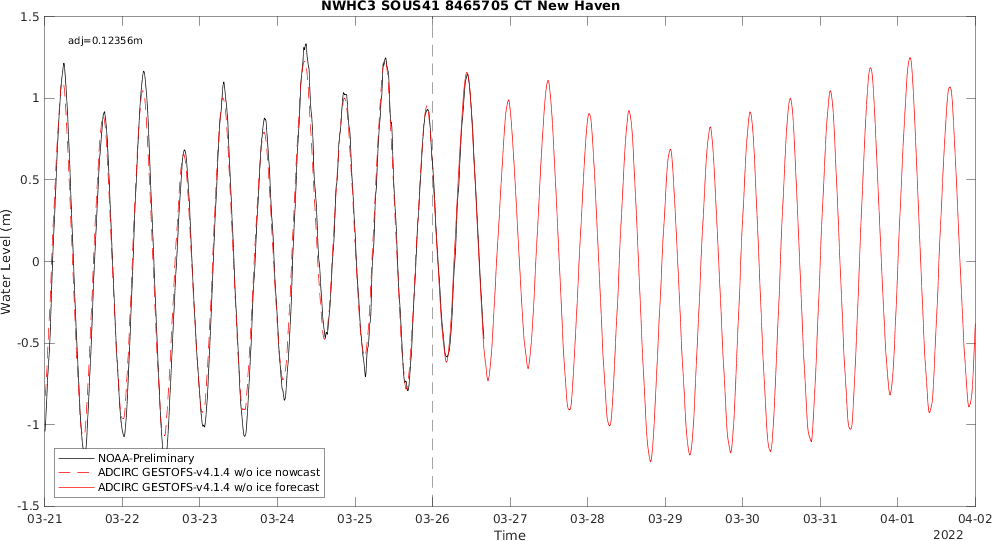 NWHC3 SOUS41 8465705 CT New Haven
adj=0.12356m
1.5
1
0.5
0
-0.5
-1
-1.5
Water Level (m)
NOAA-Preliminary
ADCIRC GESTOFS-v4.1.4 w/o ice nowcast
ADCIRC GESTOFS-v4.1.4 w/o ice forecast
03-21 03-22 03-23 03-24 03-25 03-26 03-27 03-28 03-29 03-30 03-31 04-01 04-02
Time
2022